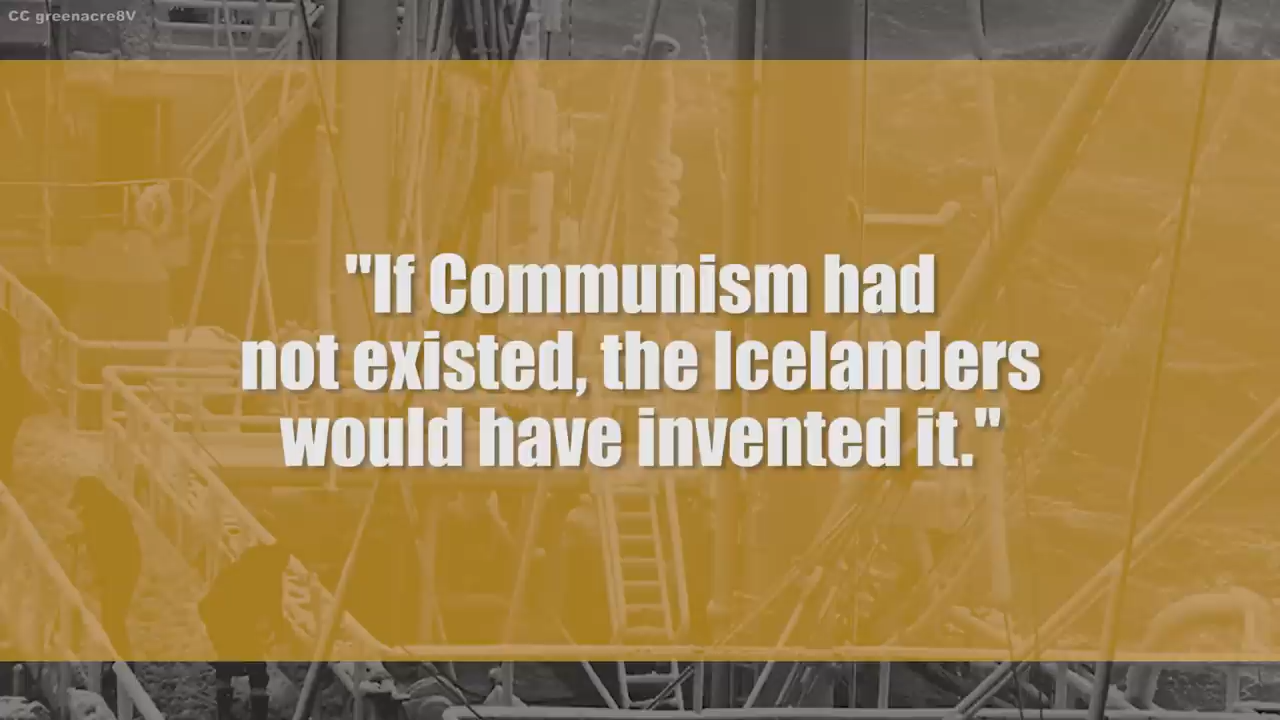 CC greenacre8V
"If Communism had
not existed, the Icelanders
would have invented it."